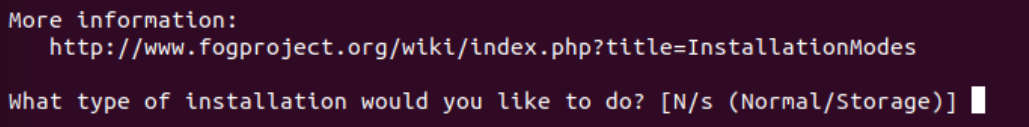 More information:
http://www.fogproject.org/wiki/index.php?title=InstallationModes
What type of installation would you like to do? [N/s (Normal/Storage)]